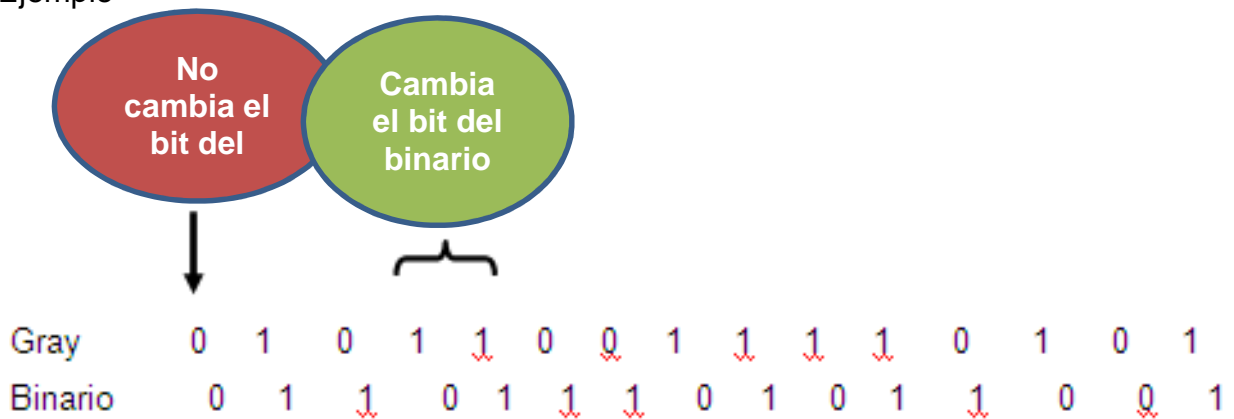 Ejemplo
No
cambia el
bit del
Cambia
el bit del
binario
Gray 0 1 0 1 1 0 0 1 1 1 1 0 1 0 1
Binario 0 1 1 0 1 1 1 0 1 0 1 1 0 0 1